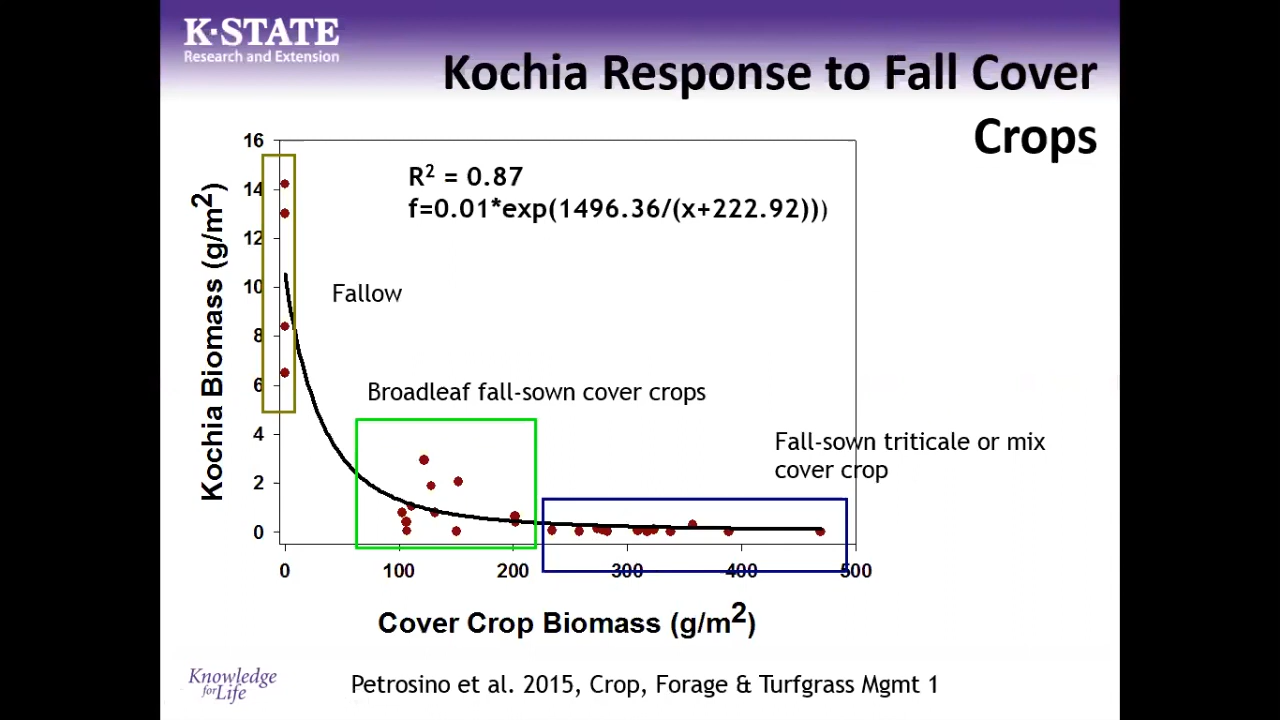 K-STATE
Research and Extension
Kochia Response to Fall Cover
Crops
16
14
12
10
8
6
4
2
0
Kochia Biomass (g/m2)
R2 = 0.87
f=0.01*exp(1496.36/(x+222.92)))
Fallow
Broadleaf fall-sown cover crops
Fall-sown triticale or mix
cover crop
0 100 200 300 400 500
Cover Crop Biomass (g/m2)
Knowledge
for Life
Petrosino et al. 2015, Crop, Forage & Turfgrass Mgmt 1